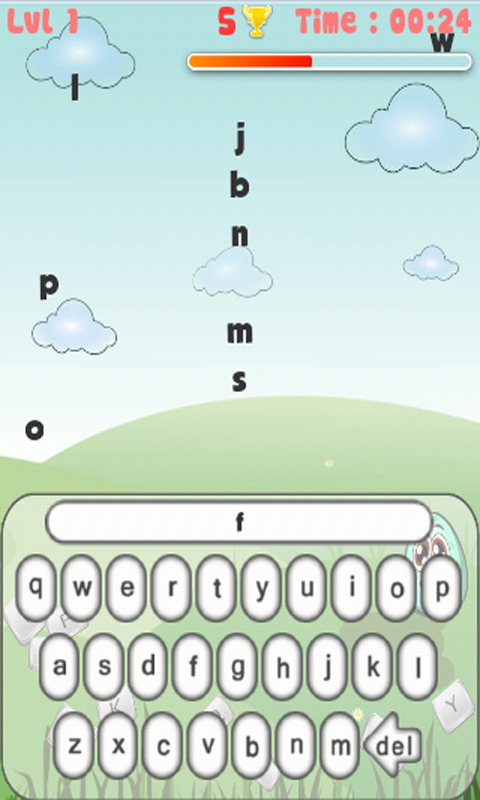 Lvl 1 5 Time : 00:24
w
l
j
b
n
p
m
s
o
f
q w e r t y u i o p
a s d f g h j k l
z x c v b n m del
Y
K